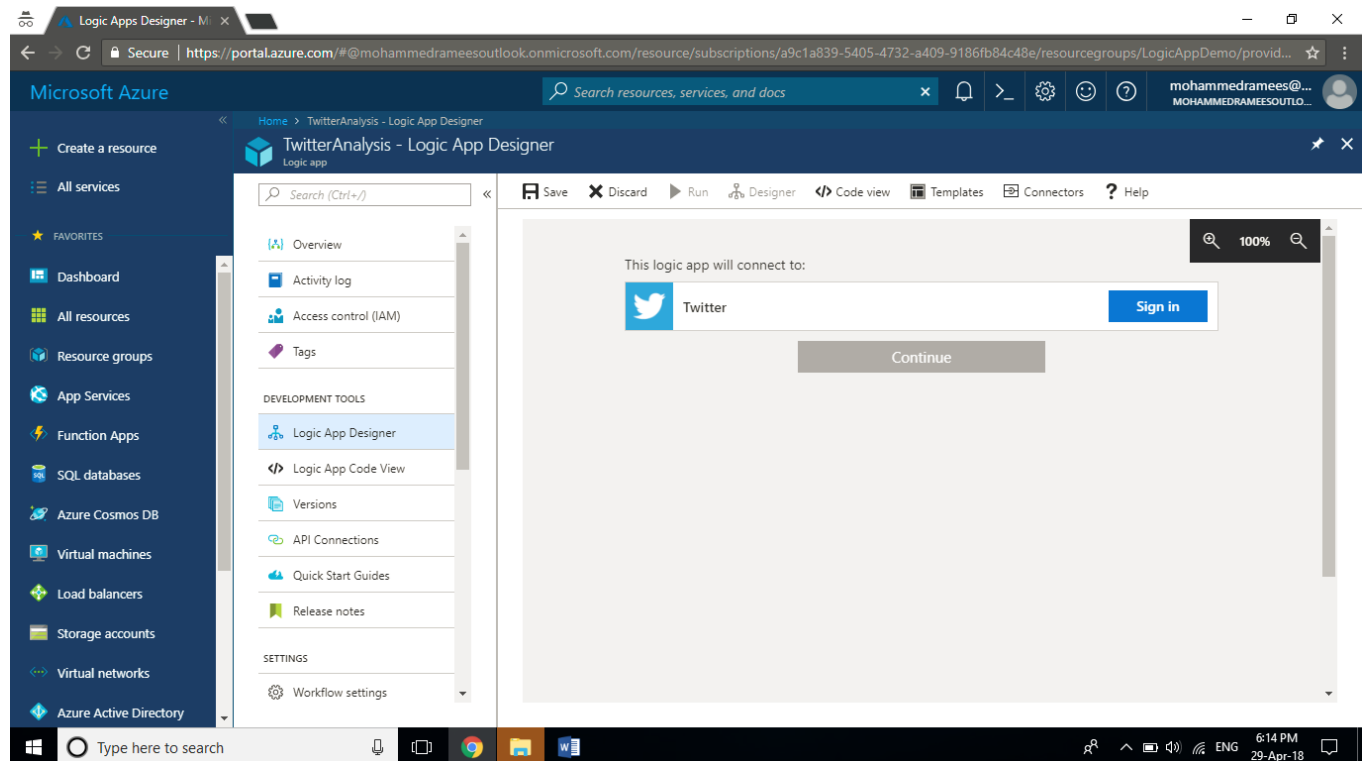 Logic Apps Designer - Mi
Secure | https://portal.azure.com/#@mohammedrameesoutlook.onmicrosoft.com/resource/subscriptions/a9c1a839-5405-4732-a409-9186fb84c48e/resourcegroups/LogicAppDemo/provid...
Microsoft Azure
Search resources, services, and docs
mohammedramees@...
MOHAMMEDRAMEESOUTLO...
Home > TwitterAnalysis - Logic App Designer
TwitterAnalysis - Logic App Designer
Logic app
Create a resource
All services
FAVORITES
Dashboard
All resources
Resource groups
App Services
Function Apps
SQL databases
Azure Cosmos DB
Virtual machines
Load balancers
Storage accounts
Virtual networks
Azure Active Directory
Search (Ctrl+/)
Overview
Activity log
Access control (IAM)
Tags
DEVELOPMENT TOOLS
Logic App Designer
Logic App Code View
Versions
API Connections
Quick Start Guides
Release notes
SETTINGS
Workflow settings
Save Discard Run Designer Code view Templates Connectors Help
100%
This logic app will connect to:
Twitter Sign in
Continue
Type here to search
ENG
6:14 PM
29-Apr-18